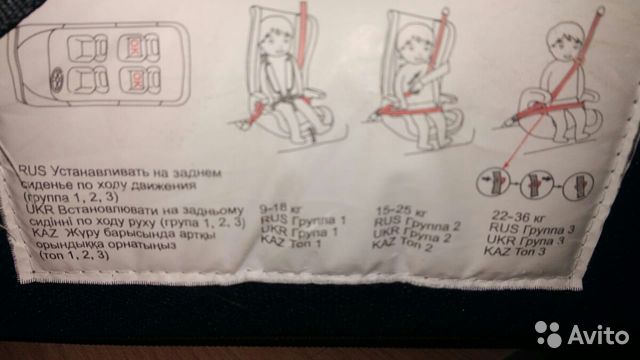 OK
OK
RUS Устанавливать на заднем
сиденье по ходу движения
(группа 1, 2, 3)
UKR Встановлювати на задньому
сидінні по ходу руху (група 1, 2, 3)
KAZ Жүру барысында артқы
орындыққа орнатыңыз
(топ 1, 2, 3)
9-18 кг
RUS Группа 1
UKR Група 1
KAZ Топ 1
15-25 кг
RUS Группа 2
UKR Група 2
KAZ Топ 2
22-36 кг
RUS Группа 3
UKR Група 3
KAZ Топ 3
Avito